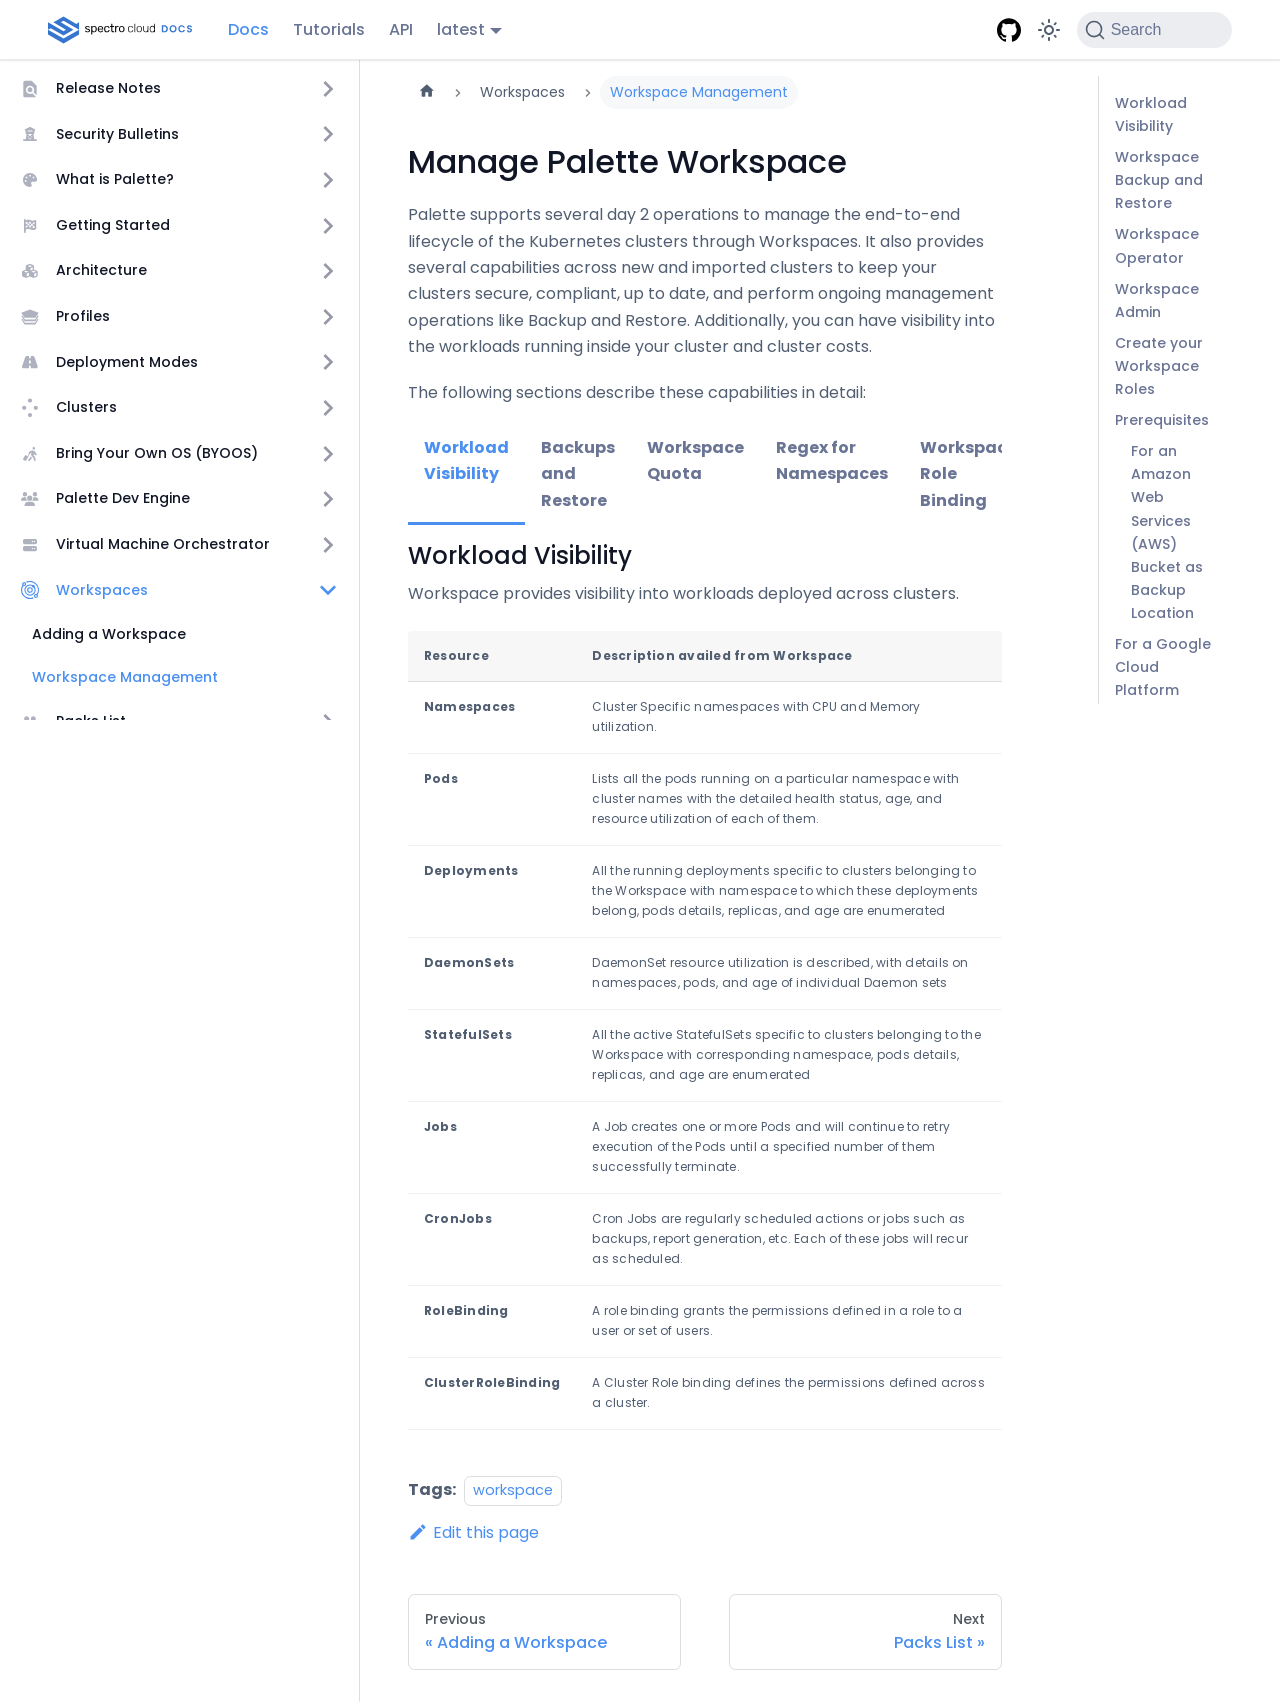 spectro cloud DOCS
Docs
Tutorials
API
latest
Search
Release Notes
Security Bulletins
What is Palette?
Getting Started
Architecture
Profiles
Deployment Modes
Clusters
Bring Your Own OS (BYOOS)
Palette Dev Engine
Virtual Machine Orchestrator
Workspaces
Adding a Workspace
Workspace Management
Packs List
Workspaces
Workspace Management
Manage Palette Workspace
Palette supports several day 2 operations to manage the end-to-end
lifecycle of the Kubernetes clusters through Workspaces. It also provides
several capabilities across new and imported clusters to keep your
clusters secure, compliant, up to date, and perform ongoing management
operations like Backup and Restore. Additionally, you can have visibility into
the workloads running inside your cluster and cluster costs.
The following sections describe these capabilities in detail:
Workload
Visibility
Backups
and
Restore
Workspace
Quota
Regex for
Namespaces
Workspac
Role
Binding
Workload Visibility
Workspace provides visibility into workloads deployed across clusters.
Resource
Description availed from Workspace
Namespaces
Cluster Specific namespaces with CPU and Memory
utilization.
Pods
Lists all the pods running on a particular namespace with
cluster names with the detailed health status, age, and
resource utilization of each of them.
Deployments
All the running deployments specific to clusters belonging to
the Workspace with namespace to which these deployments
belong, pods details, replicas, and age are enumerated
DaemonSets
DaemonSet resource utilization is described, with details on
namespaces, pods, and age of individual Daemon sets
StatefulSets
All the active StatefulSets specific to clusters belonging to the
Workspace with corresponding namespace, pods details,
replicas, and age are enumerated
Jobs
A Job creates one or more Pods and will continue to retry
execution of the Pods until a specified number of them
successfully terminate.
CronJobs
Cron Jobs are regularly scheduled actions or jobs such as
backups, report generation, etc. Each of these jobs will recur
as scheduled.
RoleBinding
A role binding grants the permissions defined in a role to a
user or set of users.
ClusterRoleBinding
A Cluster Role binding defines the permissions defined across
a cluster.
Tags:
workspace
Edit this page
Previous
« Adding a Workspace
Next
Packs List »
Workload
Visibility
Workspace
Backup and
Restore
Workspace
Operator
Workspace
Admin
Create your
Workspace
Roles
Prerequisites
For an
Amazon
Web
Services
(AWS)
Bucket as
Backup
Location
For a Google
Cloud
Platform